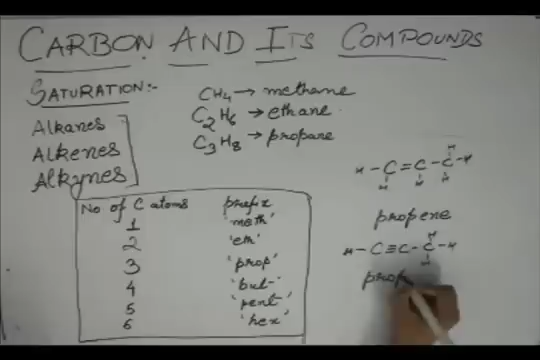 CARBON AND ITS COMPOUNDS
SATURATION:-
Alkanes
Alkenes
Alkynes
CH4 → methane
C2H6 → ethane
C3H8 → propane
No of C atoms prefix
1 'meth'
2 'eth'
3 'prop'
4 'but'
5 'pent'
6 'hex'
H H
H - C = C - C - H
H H H
propene
H
H - C ≡ C - C - H
H
prop